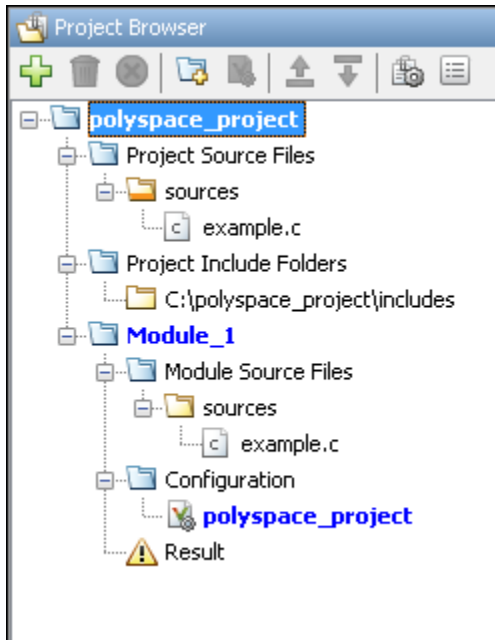 Project Browser
polyspace_project
Project Source Files
sources
c example.c
Project Include Folders
C:\polyspace_project\includes
Module_1
Module Source Files
sources
c example.c
Configuration
polyspace_project
Result